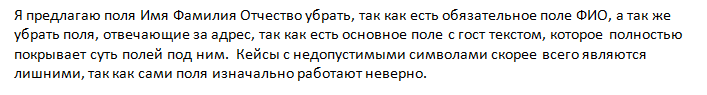 Я предлагаю поля Имя Фамилия Отчество убрать, так как есть обязательное поле ФИО, а так же
убрать поля, отвечающие за адрес, так как есть основное поле с гост текстом, которое полностью
покрывает суть полей под ним.  Кейсы с недопустимыми символами скорее всего являются
лишними, так как сами поля изначально работают неверно.